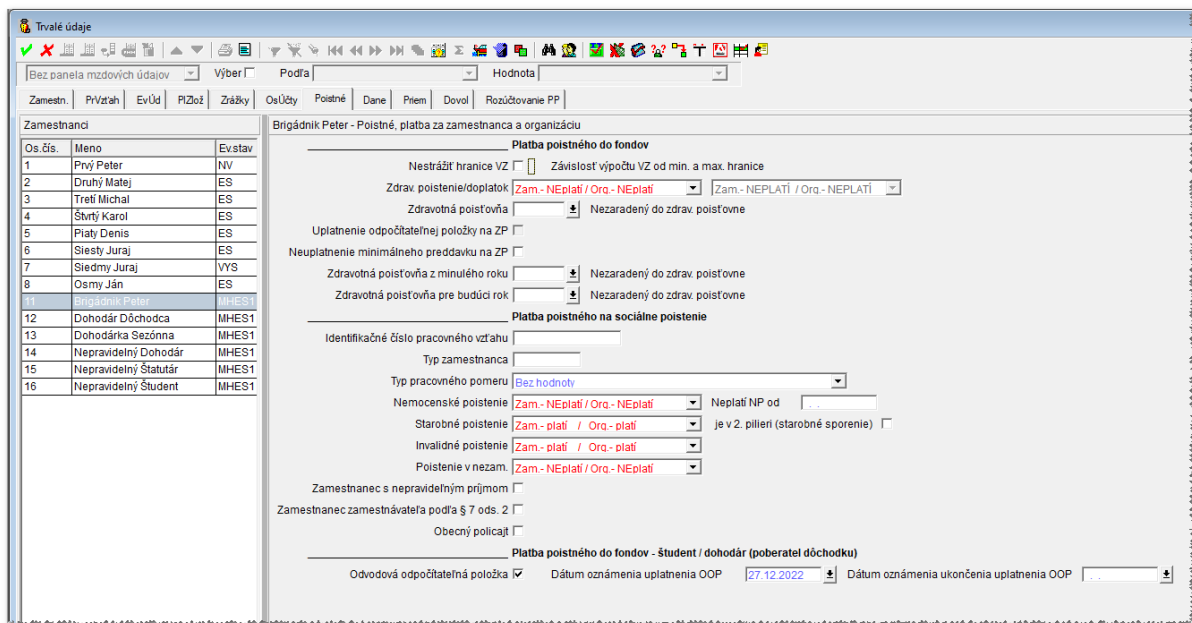 Trvalé údaje
Bez panela mzdových údajov Výber Podľa Hodnota
Zamestn. PrVzťah EvÚd PlZlož Zrážky OsÚčty Poistné Dane Priem Dovol Rozúčtovanie PP
Zamestnanci
Os.čís. Meno Ev.stav
1 Prvý Peter NV
2 Druhý Matej ES
3 Tretí Michal ES
4 Štvrtý Karol ES
5 Piaty Denis ES
6 Siesty Juraj ES
7 Siedmy Juraj VYS
8 Osmy Ján ES
11 Brigádnik Peter MHES1
12 Dohodár Dôchodca MHES1
13 Dohodárka Sezónna MHES1
14 Nepravidelný Dohodár MHES1
15 Nepravidelný Štatutár MHES1
16 Nepravidelný Študent MHES1
Brigádnik Peter - Poistné, platba za zamestnanca a organizáciu
Platba poistného do fondov
Nestrážiť hranice VZ Závislosť výpočtu VZ od min. a max. hranice
Zdrav. poistenie/doplatok Zam.- NEplatí / Org.- NEplatí Zam.- NEPLATÍ / Org.- NEPLATÍ
Zdravotná poisťovňa Nezaradený do zdrav. poisťovne
Uplatnenie odpočítateľnej položky na ZP
Neuplatnenie minimálneho preddavku na ZP
Zdravotná poisťovňa z minulého roku Nezaradený do zdrav. poisťovne
Zdravotná poisťovňa pre budúci rok Nezaradený do zdrav. poisťovne
Platba poistného na sociálne poistenie
Identifikačné číslo pracovného vzťahu
Typ zamestnanca
Typ pracovného pomeru Bez hodnoty
Nemocenské poistenie Zam.- NEplatí / Org.- NEplatí Neplatí NP od . .
Starobné poistenie Zam.- platí / Org.- platí je v 2. pilieri (starobné sporenie)
Invalidné poistenie Zam.- platí / Org.- platí
Poistenie v nezam. Zam.- NEplatí / Org.- NEplatí
Zamestnanec s nepravideľným príjmom
Zamestnanec zamestnávateľa podľa § 7 ods. 2
Obecný policajt
Platba poistného do fondov - študent / dohodár (poberatel dôchodku)
Odvodová odpočítateľná položka Dátum oznámenia uplatnenia OOP 27.12.2022 Dátum oznámenia ukončenia uplatnenia OOP . .